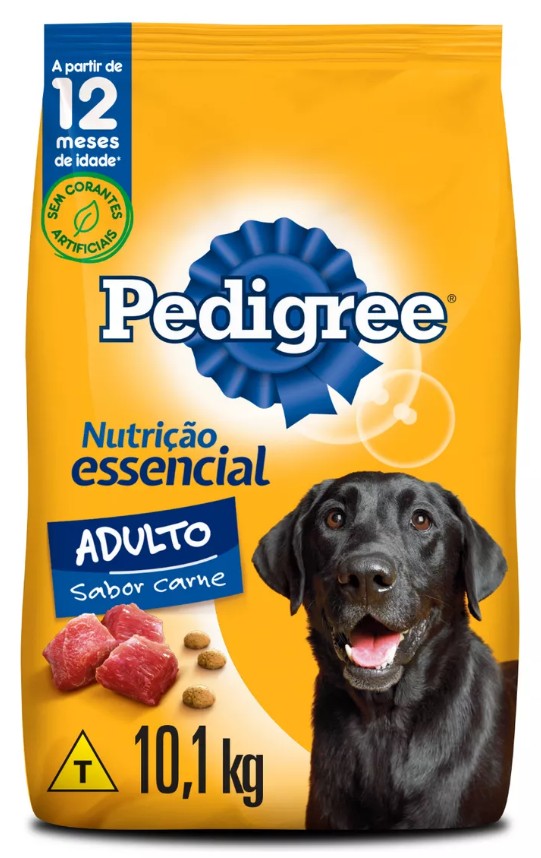 A partir de
12
meses
de idade*
SEM CORANTES
ARTIFICIAIS
Pedigree®
Nutrição
essencial
ADULTO
Sabor carne
T
10,1 kg